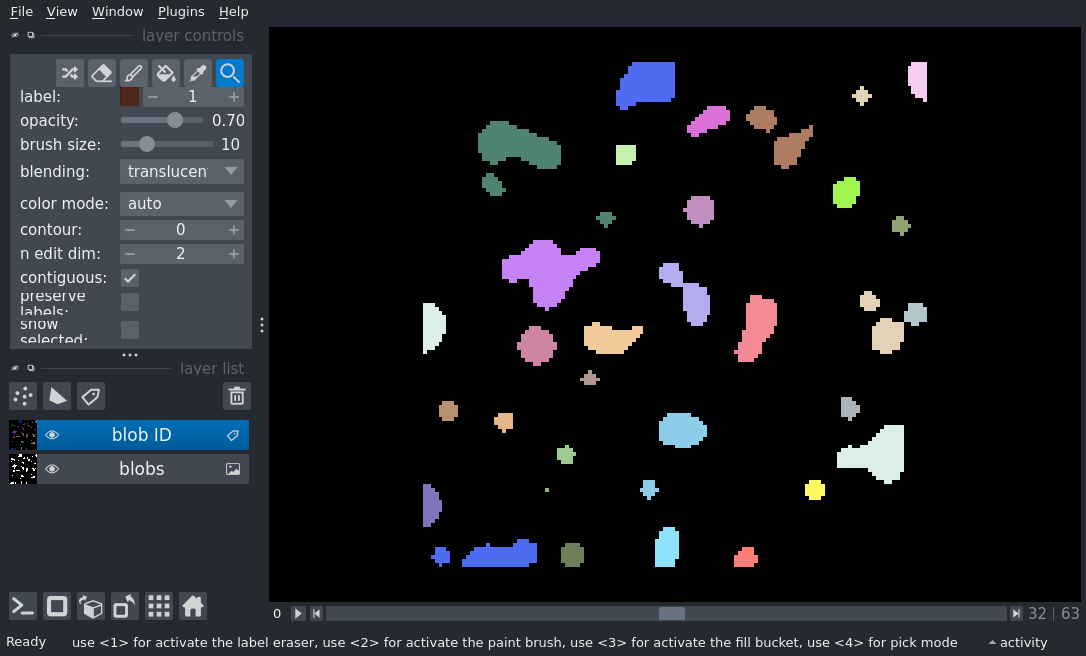 File View Window Plugins Help
layer controls
label: 1
opacity: 0.70
brush size: 10
blending: translucen
color mode: auto
contour: 0
n edit dim: 2
contiguous:
preserve
labels:
show
selected:
layer list
blob ID
blobs
0 32 63
Ready use <1> for activate the label eraser, use <2> for activate the paint brush, use <3> for activate the fill bucket, use <4> for pick mode activity